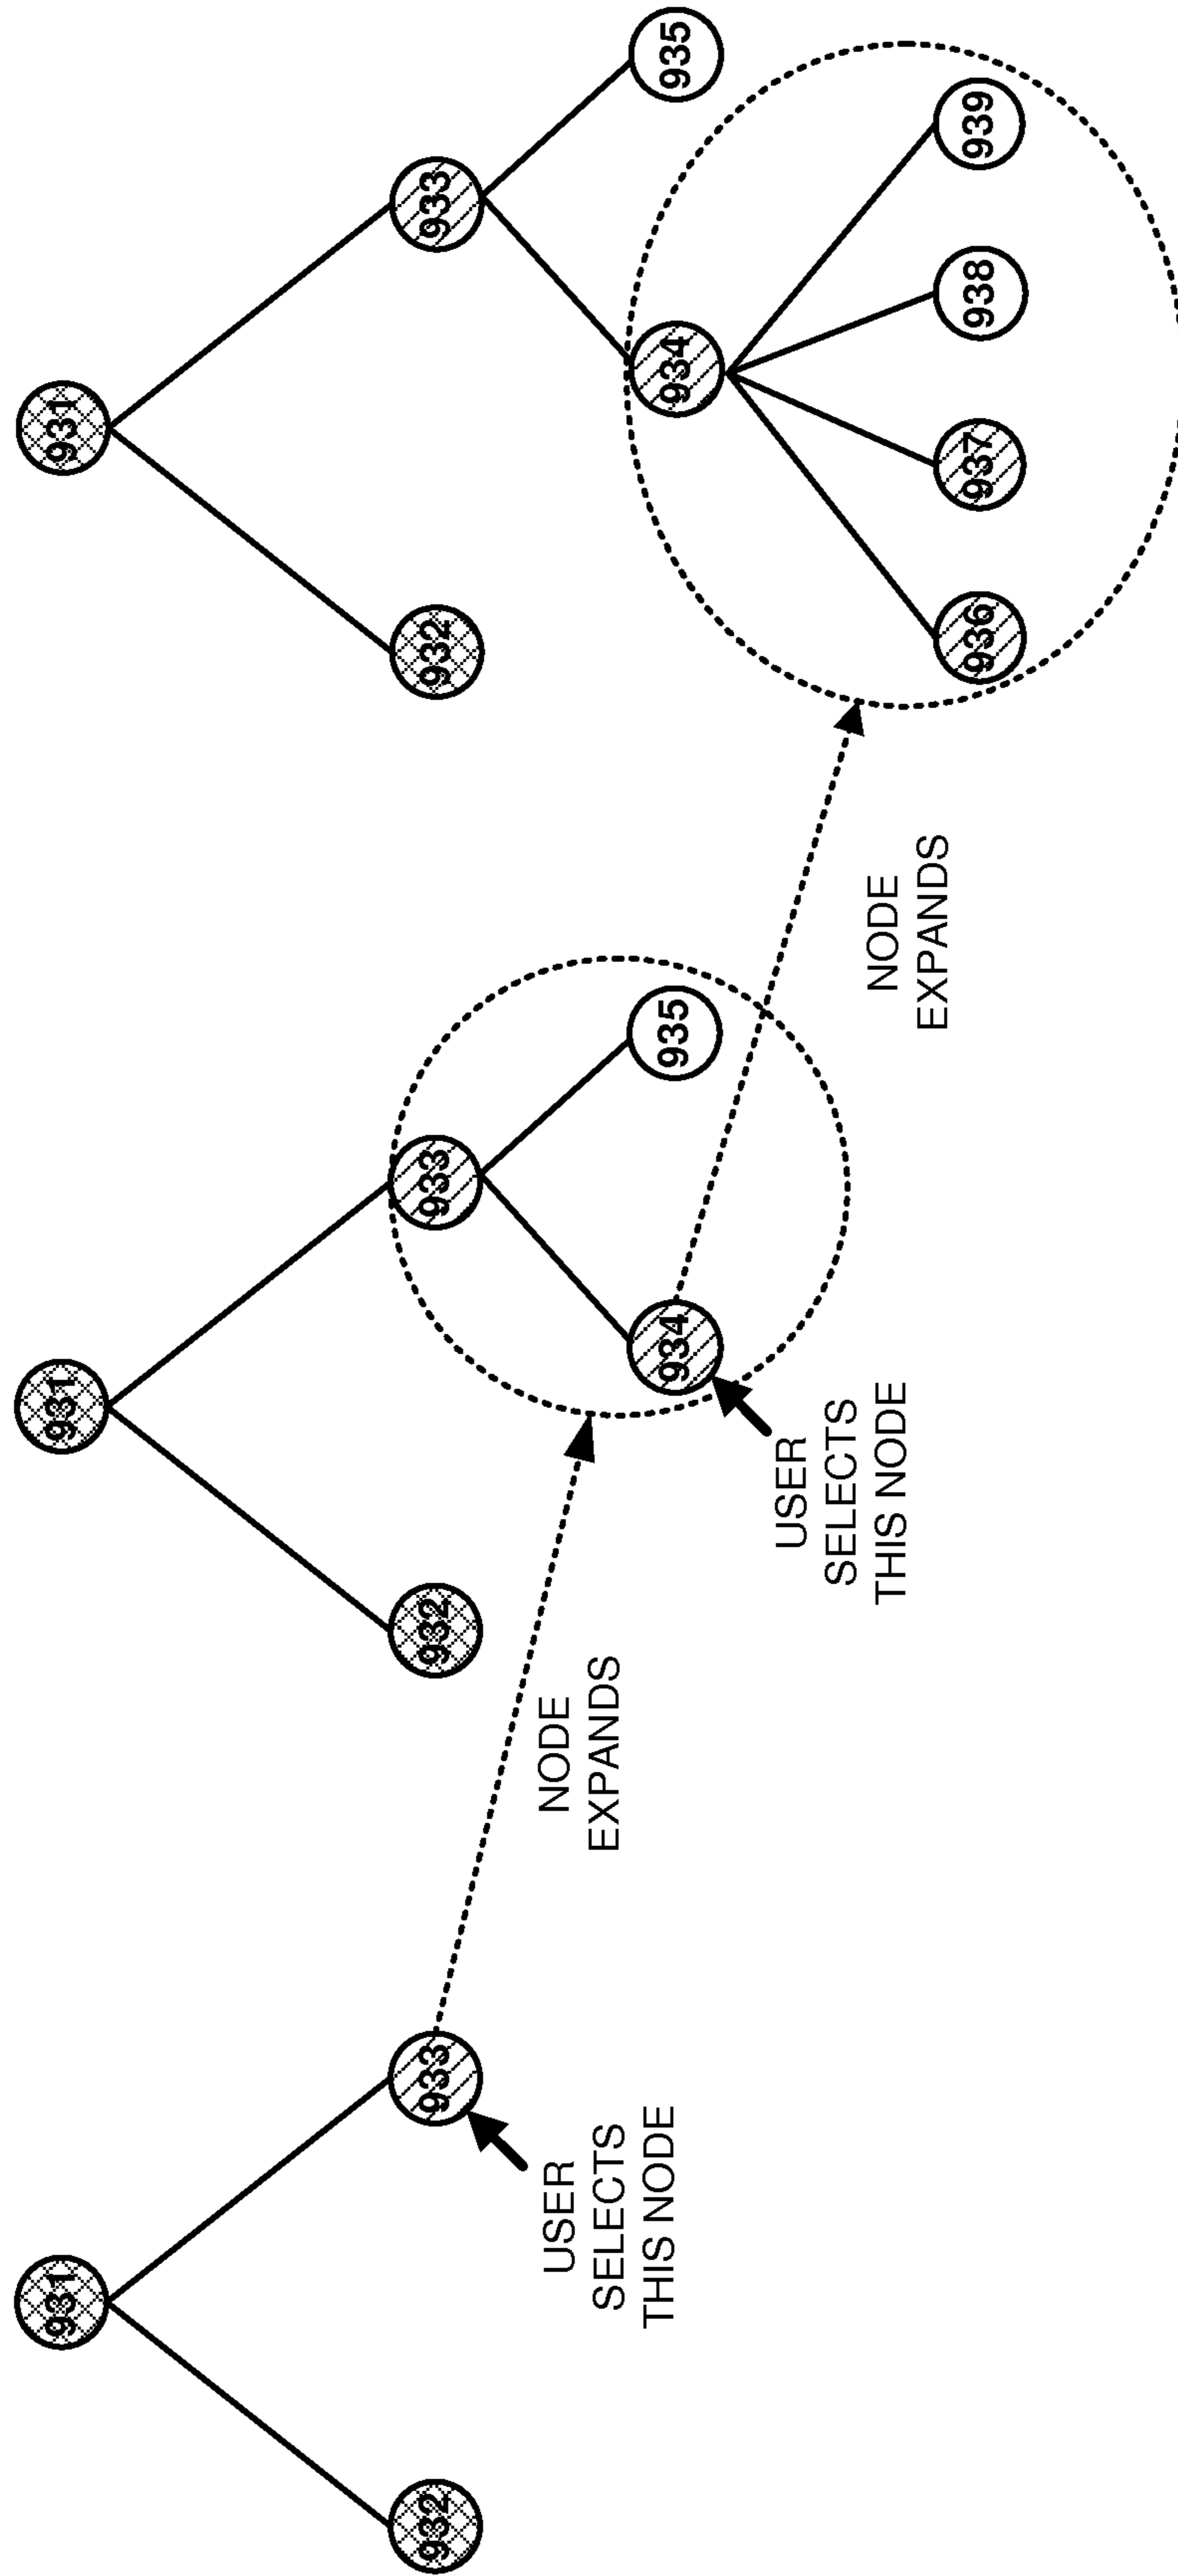 931
932
933
USER
SELECTS
THIS NODE
NODE
EXPANDS
931
932
933
934
935
USER
SELECTS
THIS NODE
NODE
EXPANDS
931
932
933
934
935
936
937
938
939